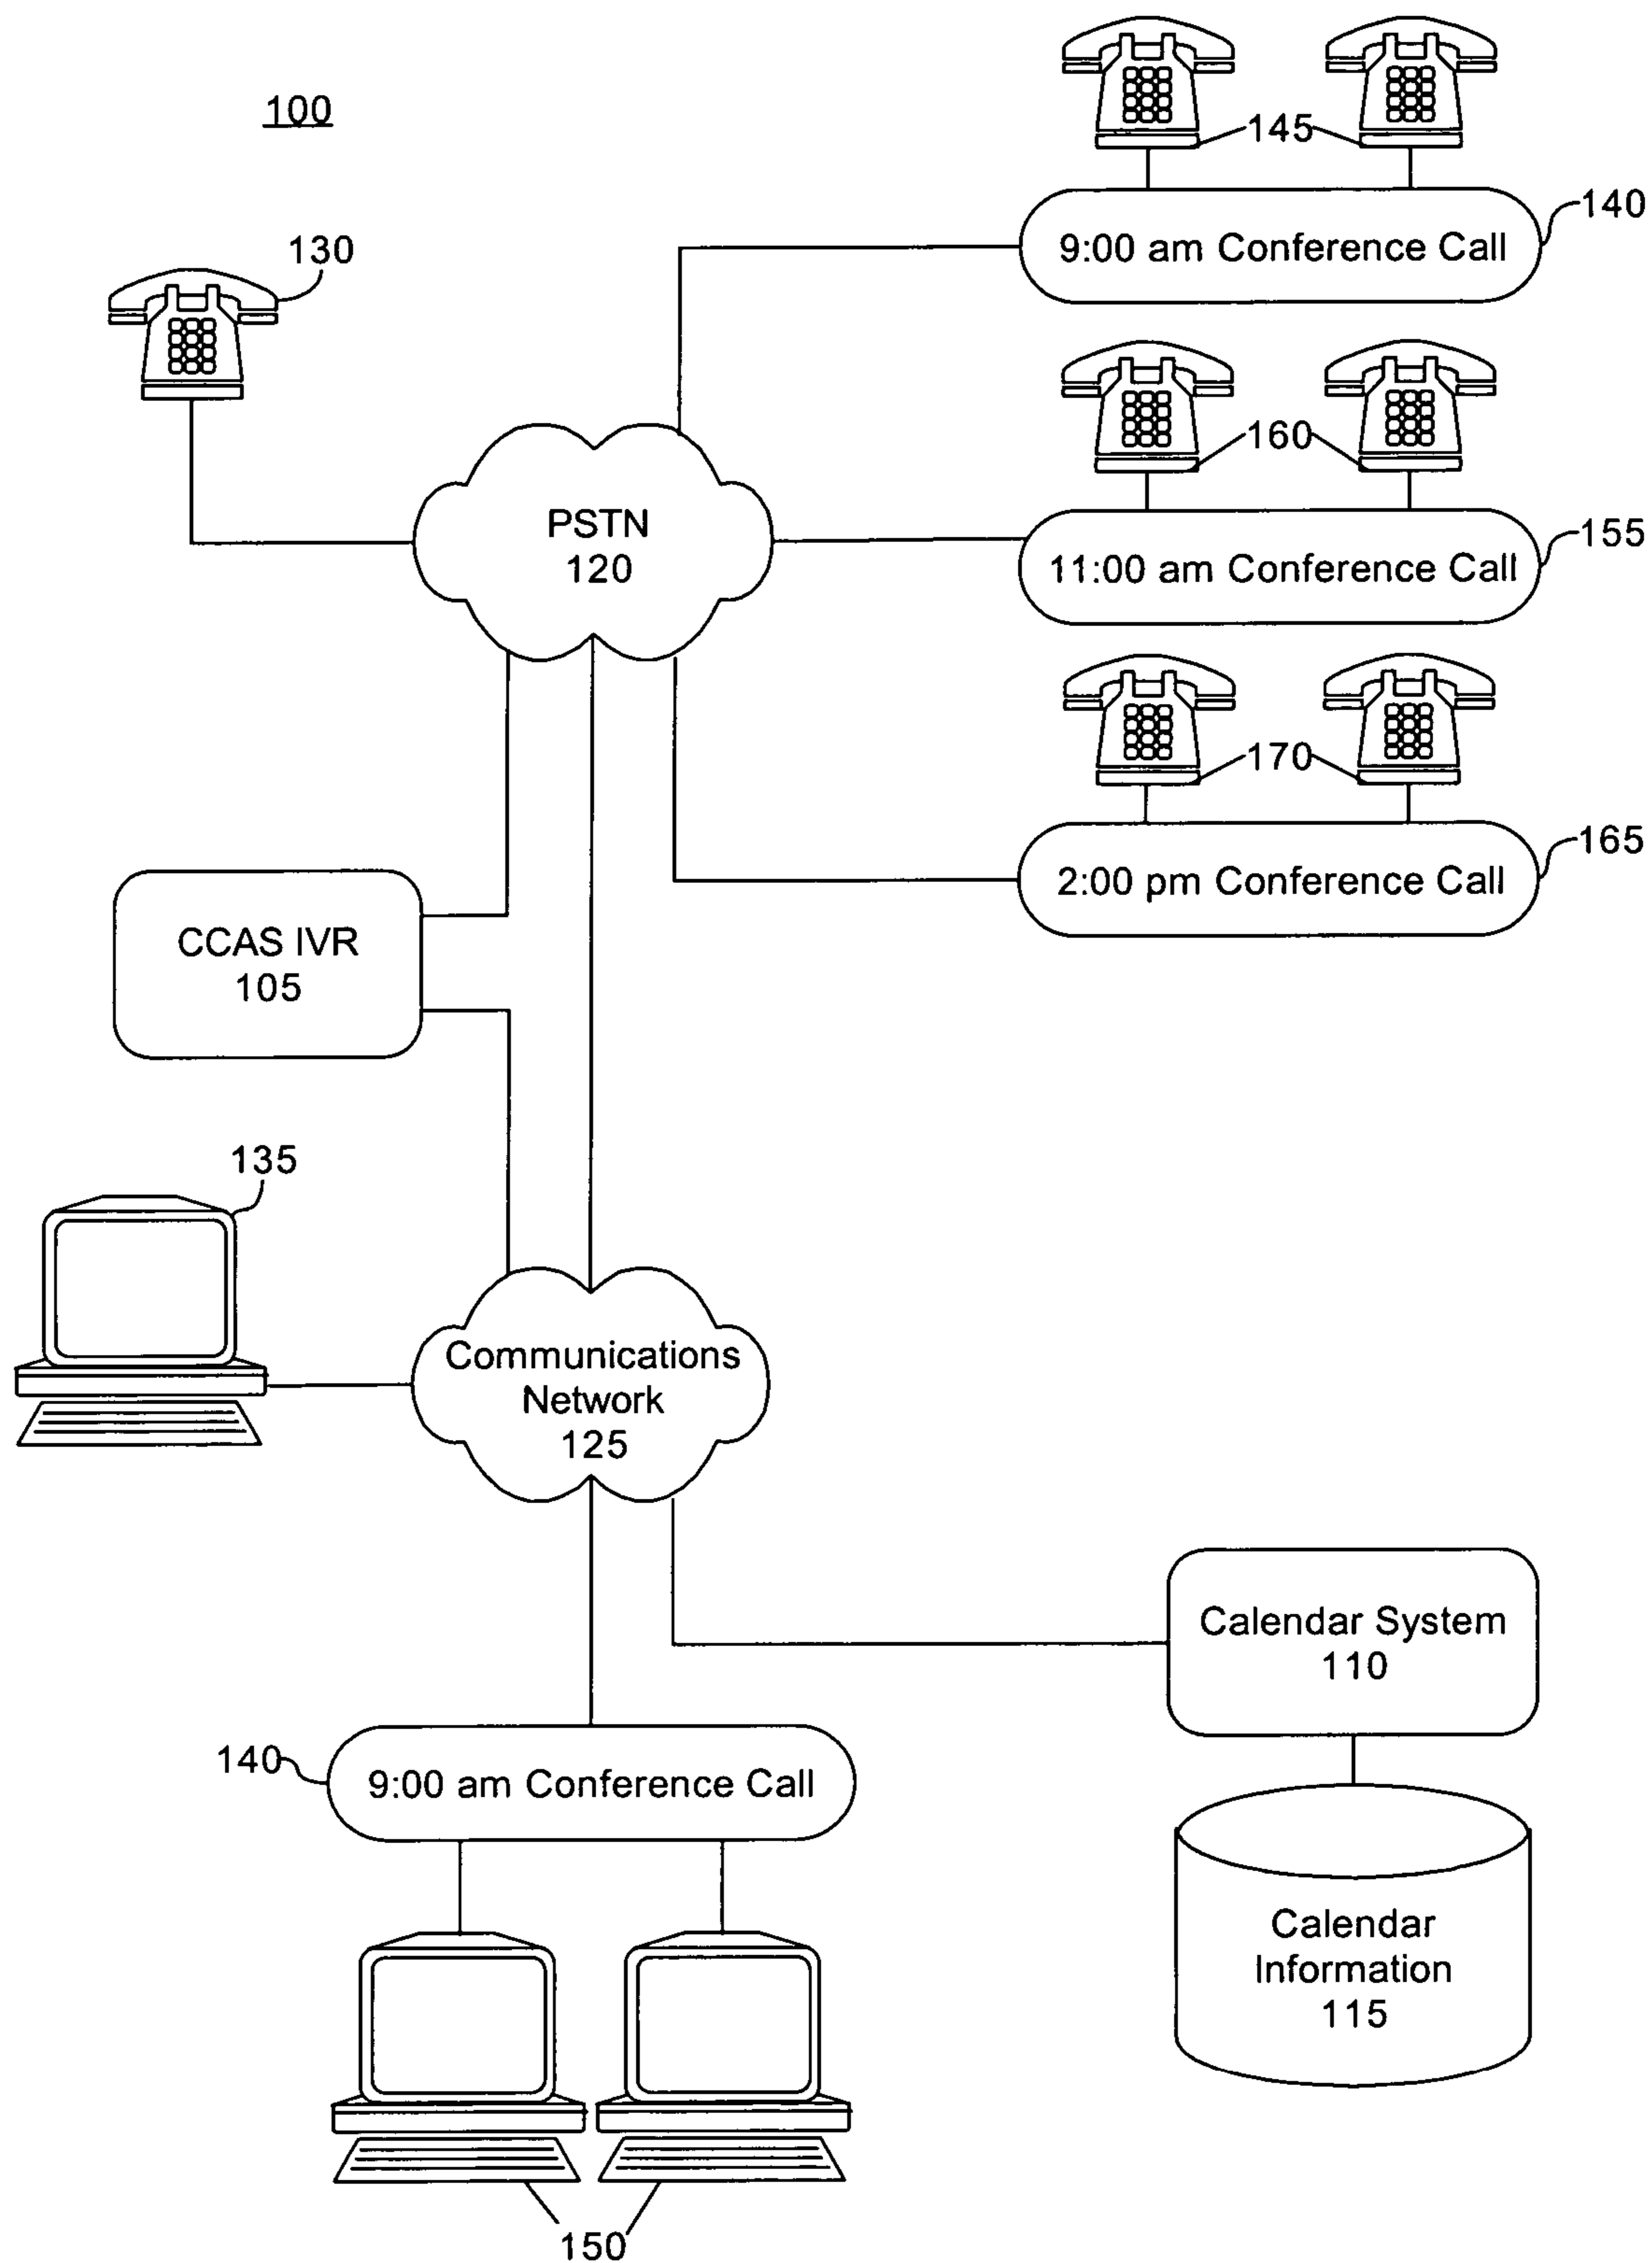 100
145
140
9:00 am Conference Call
130
160
155
PSTN
120
11:00 am Conference Call
170
165
2:00 pm Conference Call
CCAS IVR
105
135
Communications
Network
125
Calendar System
110
140
9:00 am Conference Call
Calendar
Information
115
150